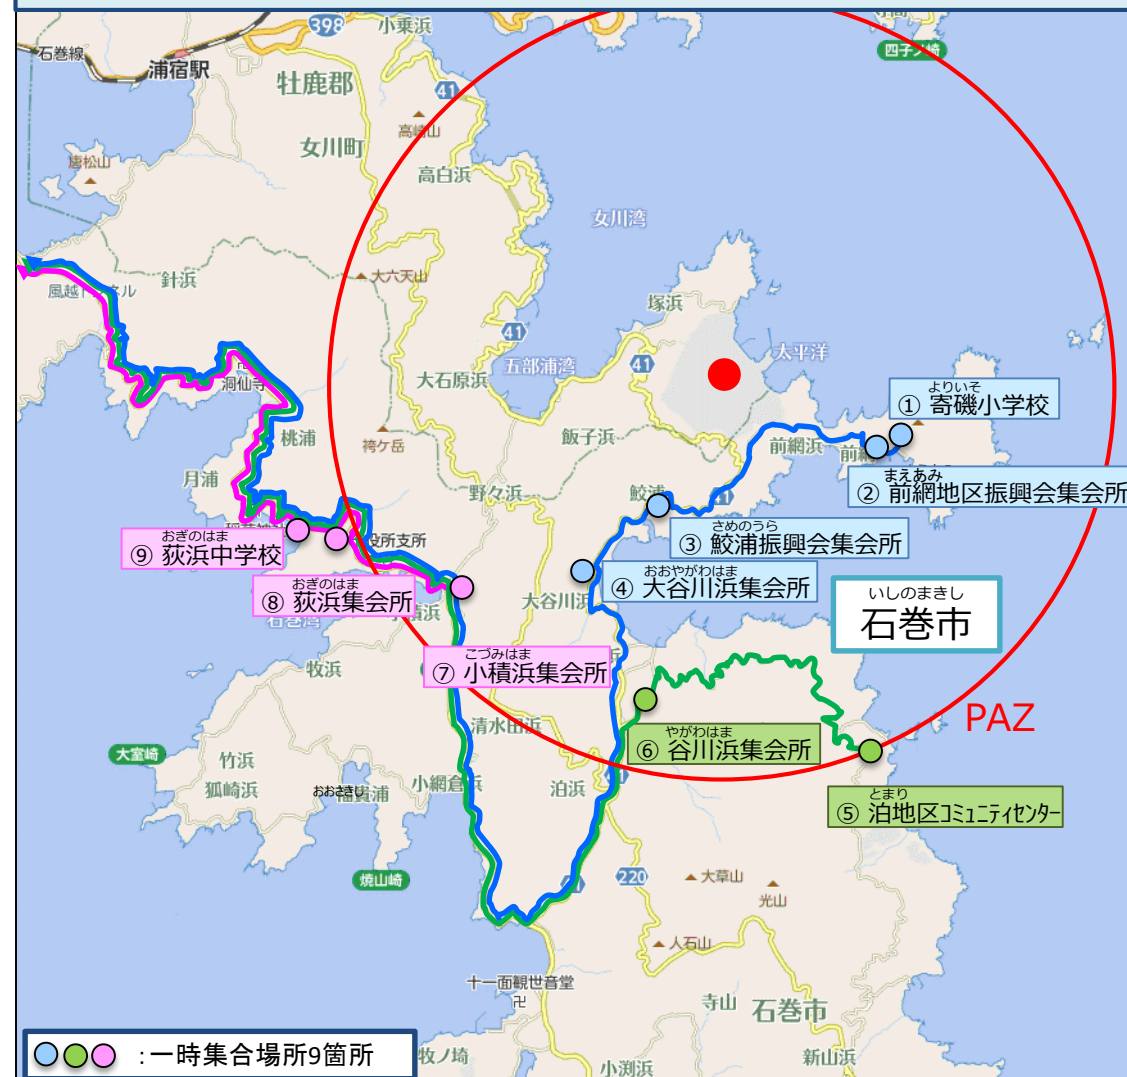 398
小乗浜
四子ノ崎
石巻線
浦宿駅
牡鹿郡
41
高崎山
女川町
唐松山
高白浜
女川湾
針浜
大六天山
風越トンネル
塚浜
41
五部浦湾
41
太平洋
洞仙寺
大石原浜
よりいそ
① 寄磯小学校
桃浦
袴ケ岳
飯子浜
前網浜
まえあみ
② 前網地区振興会集会所
月浦
野々浜
鮫浦
41
さめのうら
③ 鮫浦振興会集会所
おぎのはま
⑨ 荻浜中学校
役所支所
おおやがわはま
④ 大谷川浜集会所
おぎのはま
⑧ 荻浜集会所
大谷川浜
いしのまきし
石巻市
石巻湾
こづみはま
⑦ 小積浜集会所
牧浜
清水田浜
やがわはま
⑥ 谷川浜集会所
PAZ
大室崎
竹浜
狐崎浜
おおさきじ
福貴浦
小網倉浜
泊浜
とまり
⑤ 泊地区コミュニティセンター
焼山崎
220
大草山
光山
人石山
十一面観世音堂
卍
寺山
石巻市
:一時集合場所9箇所
牧ノ埼
小渕浜
新山浜